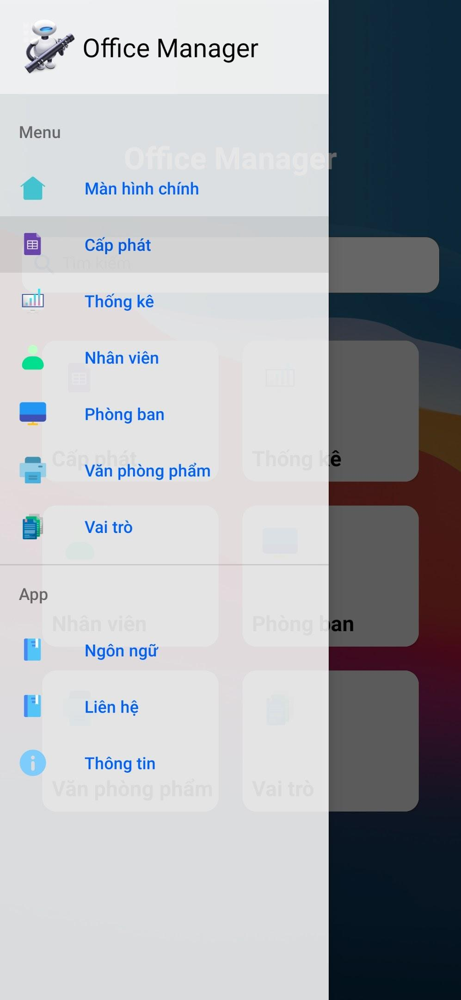 Office Manager
Menu
Office Manager
Màn hình chính
Cấp phát
Tìm kiếm
Thống kê
Nhân viên
Phòng ban
Cấp phát
Thống kê
Văn phòng phẩm
Vai trò
App
Nhân viên
Phòng ban
Ngôn ngữ
Liên hệ
Thông tin
Văn phòng phẩm
Vai trò